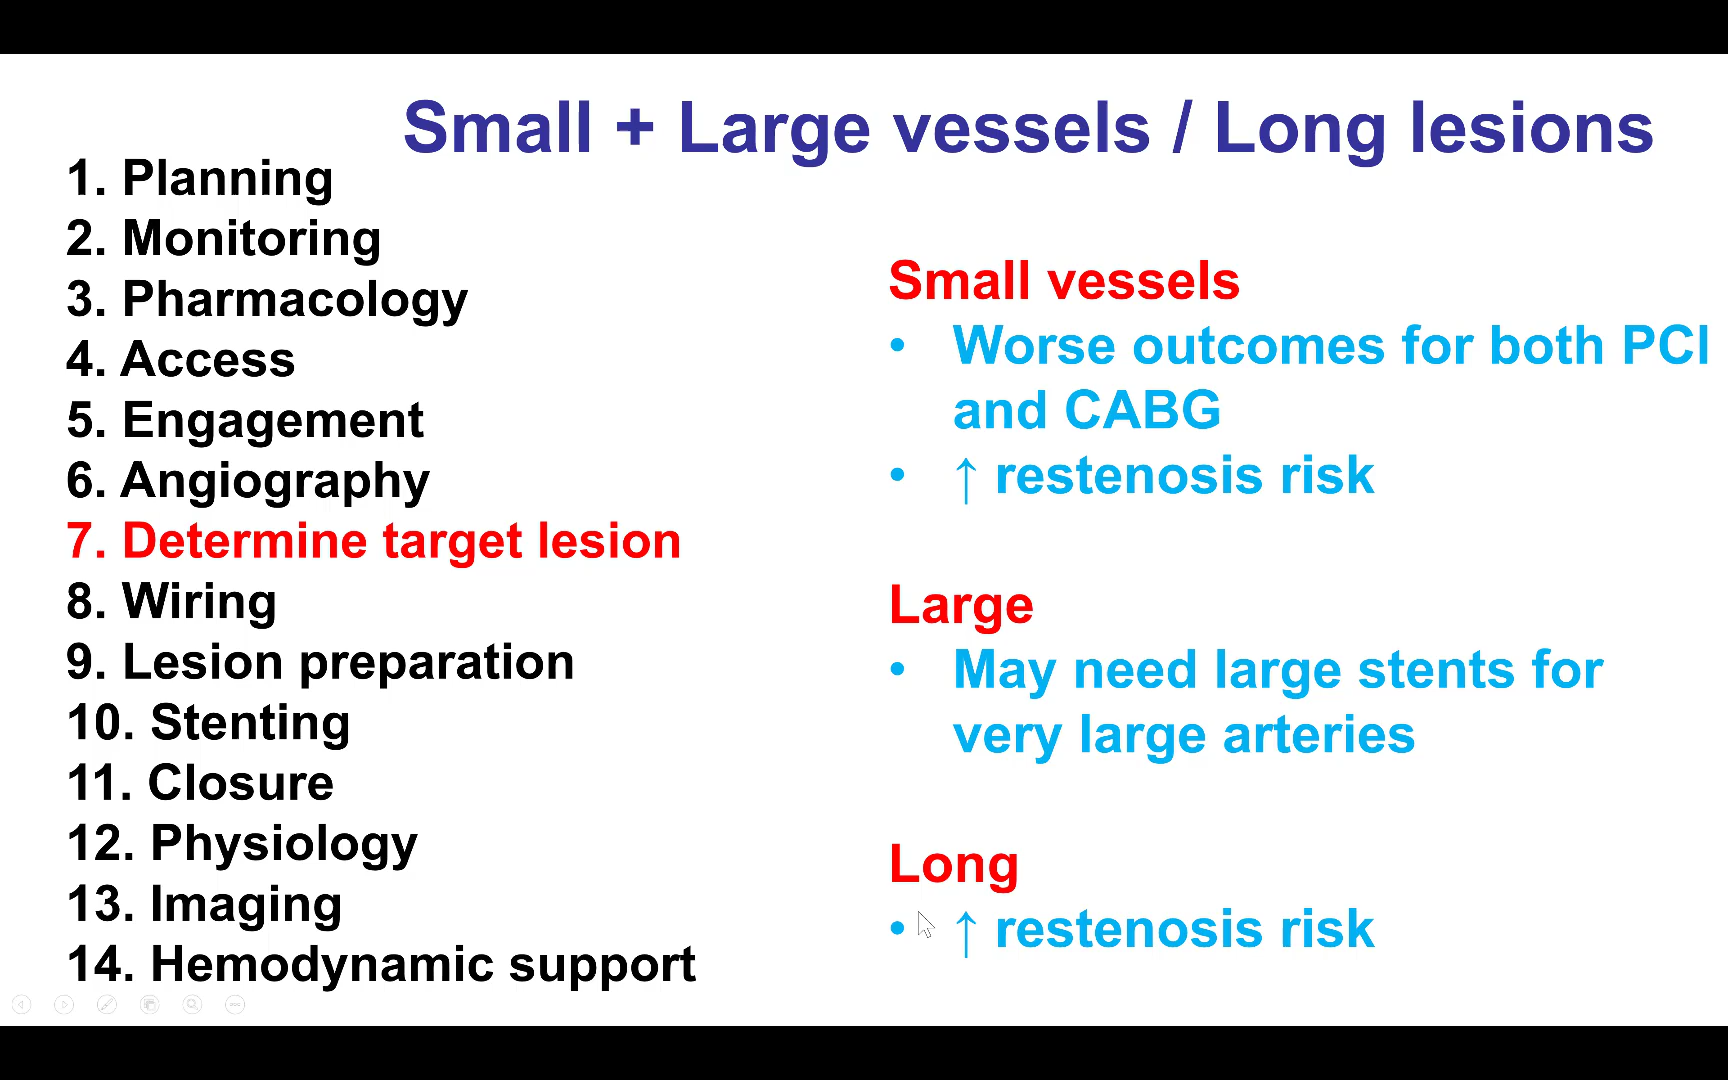 Small + Large vessels / Long lesions
1. Planning
2. Monitoring
3. Pharmacology
4. Access
5. Engagement
6. Angiography
7. Determine target lesion
8. Wiring
9. Lesion preparation
10. Stenting
11. Closure
12. Physiology
13. Imaging
14. Hemodynamic support
Small vessels
• Worse outcomes for both PCI
and CABG
• ↑ restenosis risk
Large
• May need large stents for
very large arteries
Long
• ↑ restenosis risk